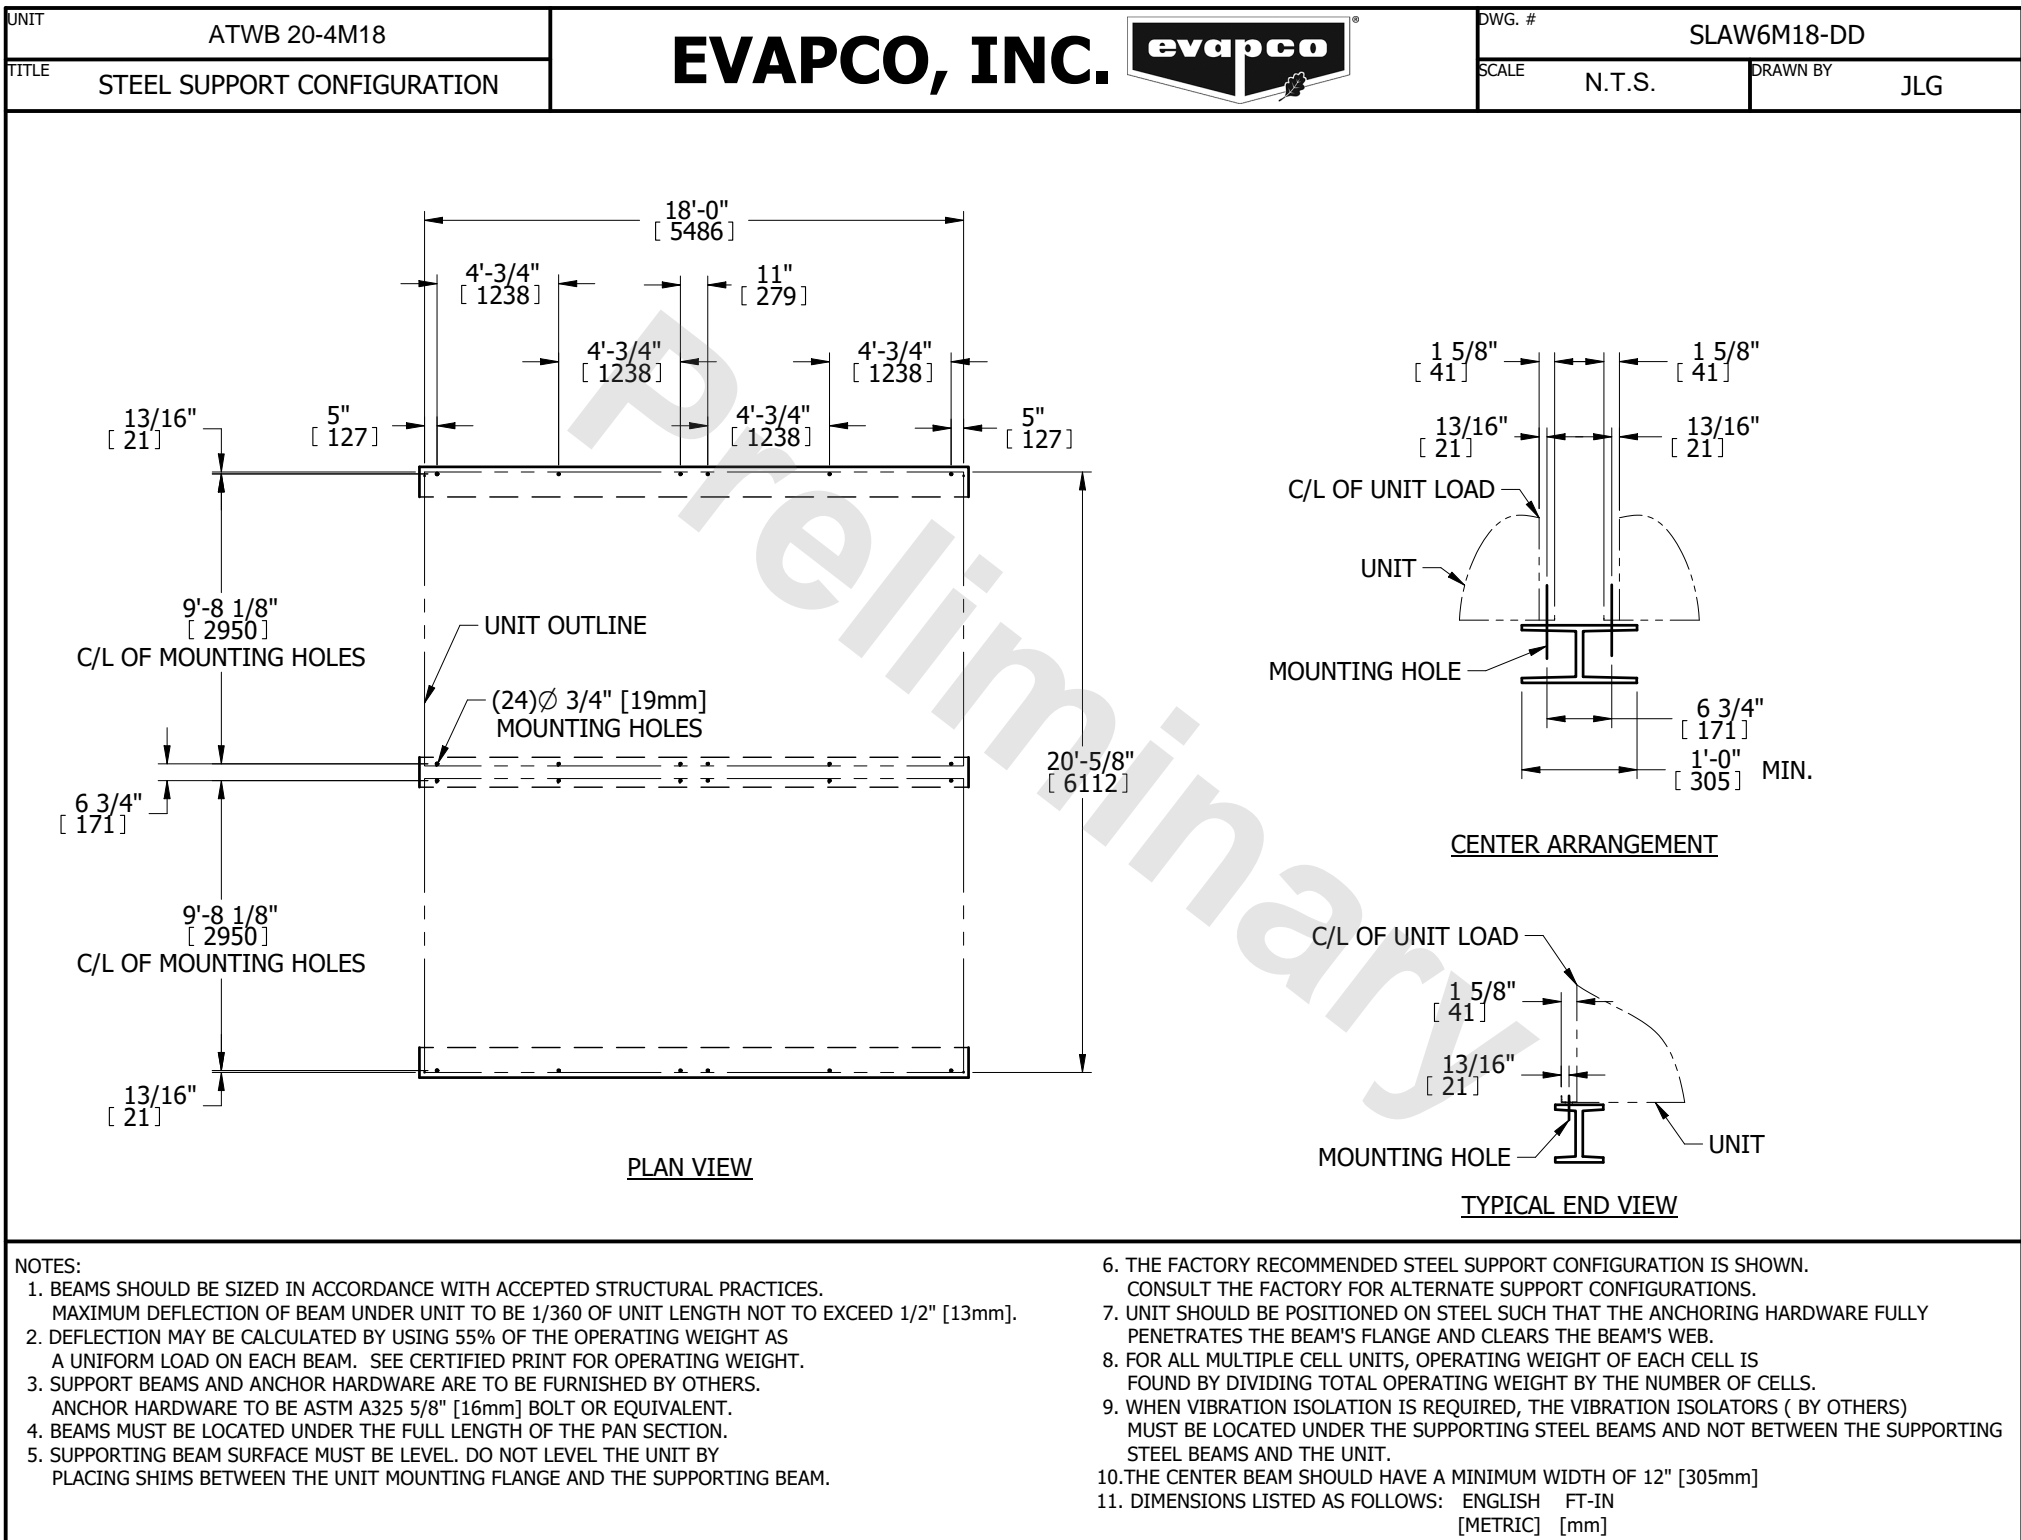 UNIT
ATWB 20-4M18
TITLE
STEEL SUPPORT CONFIGURATION
EVAPCO, INC.
evapco
®
DWG. #
SLAW6M18-DD
SCALE
N.T.S.
DRAWN BY
JLG
18'-0"
[ 5486 ]
4'-3/4"
[ 1238 ]
11"
[ 279 ]
4'-3/4"
[ 1238 ]
4'-3/4"
[ 1238 ]
13/16"
[ 21 ]
5"
[ 127 ]
4'-3/4"
[ 1238 ]
5"
[ 127 ]
9'-8 1/8"
[ 2950 ]
C/L OF MOUNTING HOLES
UNIT OUTLINE
(24)∅ 3/4" [19mm]
MOUNTING HOLES
6 3/4"
[ 171 ]
20'-5/8"
[ 6112 ]
9'-8 1/8"
[ 2950 ]
C/L OF MOUNTING HOLES
13/16"
[ 21 ]
PLAN VIEW
Preliminary
1 5/8"
[ 41 ]
1 5/8"
[ 41 ]
13/16"
[ 21 ]
13/16"
[ 21 ]
C/L OF UNIT LOAD
UNIT
MOUNTING HOLE
6 3/4"
[ 171 ]
1'-0"
[ 305 ] MIN.
CENTER ARRANGEMENT
C/L OF UNIT LOAD
1 5/8"
[ 41 ]
13/16"
[ 21 ]
MOUNTING HOLE
UNIT
TYPICAL END VIEW
NOTES:
1. BEAMS SHOULD BE SIZED IN ACCORDANCE WITH ACCEPTED STRUCTURAL PRACTICES.
MAXIMUM DEFLECTION OF BEAM UNDER UNIT TO BE 1/360 OF UNIT LENGTH NOT TO EXCEED 1/2" [13mm].
2. DEFLECTION MAY BE CALCULATED BY USING 55% OF THE OPERATING WEIGHT AS
A UNIFORM LOAD ON EACH BEAM. SEE CERTIFIED PRINT FOR OPERATING WEIGHT.
3. SUPPORT BEAMS AND ANCHOR HARDWARE ARE TO BE FURNISHED BY OTHERS.
ANCHOR HARDWARE TO BE ASTM A325 5/8" [16mm] BOLT OR EQUIVALENT.
4. BEAMS MUST BE LOCATED UNDER THE FULL LENGTH OF THE PAN SECTION.
5. SUPPORTING BEAM SURFACE MUST BE LEVEL. DO NOT LEVEL THE UNIT BY
PLACING SHIMS BETWEEN THE UNIT MOUNTING FLANGE AND THE SUPPORTING BEAM.
6. THE FACTORY RECOMMENDED STEEL SUPPORT CONFIGURATION IS SHOWN.
CONSULT THE FACTORY FOR ALTERNATE SUPPORT CONFIGURATIONS.
7. UNIT SHOULD BE POSITIONED ON STEEL SUCH THAT THE ANCHORING HARDWARE FULLY
PENETRATES THE BEAM'S FLANGE AND CLEARS THE BEAM'S WEB.
8. FOR ALL MULTIPLE CELL UNITS, OPERATING WEIGHT OF EACH CELL IS
FOUND BY DIVIDING TOTAL OPERATING WEIGHT BY THE NUMBER OF CELLS.
9. WHEN VIBRATION ISOLATION IS REQUIRED, THE VIBRATION ISOLATORS ( BY OTHERS)
MUST BE LOCATED UNDER THE SUPPORTING STEEL BEAMS AND NOT BETWEEN THE SUPPORTING
STEEL BEAMS AND THE UNIT.
10.THE CENTER BEAM SHOULD HAVE A MINIMUM WIDTH OF 12" [305mm]
11. DIMENSIONS LISTED AS FOLLOWS: ENGLISH FT-IN
[METRIC] [mm]